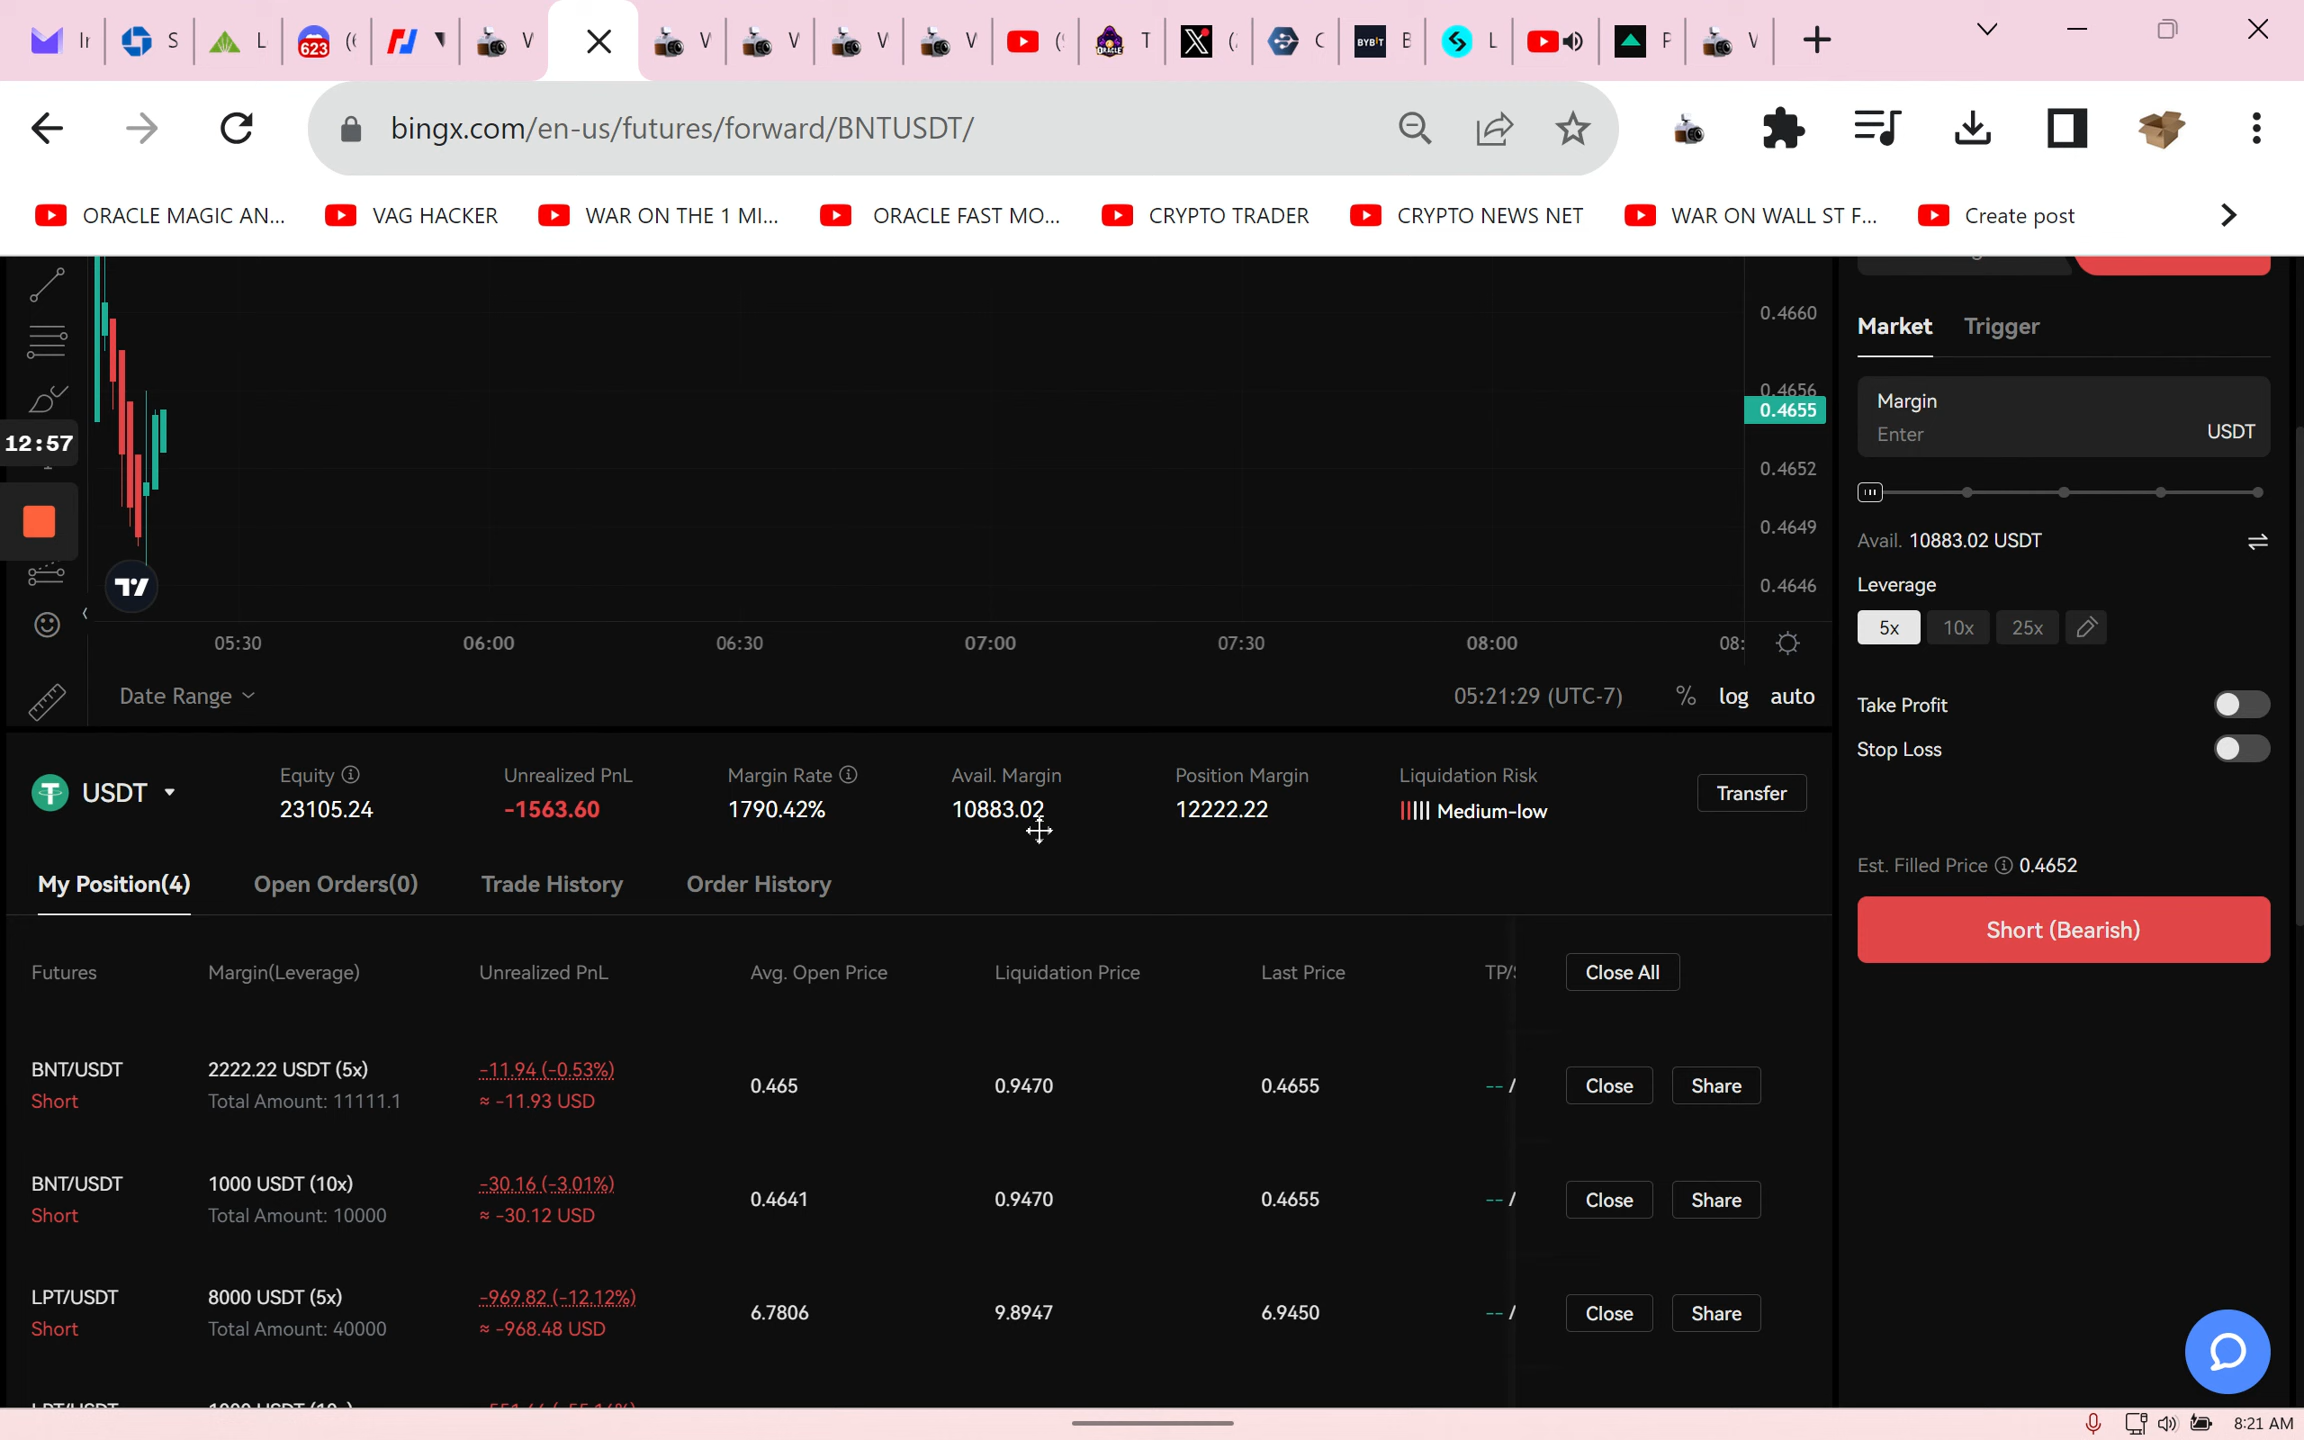 Ir
S
L
623
(
V
V
V
V
V
(
T
(
C
BYBIT
B
L
P
V
bingx.com/en-us/futures/forward/BNTUSDT/
ORACLE MAGIC AN...
VAG HACKER
WAR ON THE 1 MI...
ORACLE FAST MO...
CRYPTO TRADER
CRYPTO NEWS NET
WAR ON WALL ST F...
Create post
12:57
0.4660
0.4656
0.4655
0.4652
0.4649
0.4646
05:30 06:00 06:30 07:00 07:30 08:00 08:
Date Range
05:21:29 (UTC-7) % log auto
Market Trigger
Margin
Enter USDT
Avail. 10883.02 USDT
Leverage
5x 10x 25x
Take Profit
Stop Loss
Est. Filled Price 0.4652
Short (Bearish)
USDT
Equity Unrealized PnL Margin Rate Avail. Margin Position Margin Liquidation Risk
23105.24 -1563.60 1790.42% 10883.02 12222.22 Medium-low
Transfer
My Position(4) Open Orders(0) Trade History Order History
Futures Margin(Leverage) Unrealized PnL Avg. Open Price Liquidation Price Last Price TP/ Close All
BNT/USDT 2222.22 USDT (5x) -11.94 (-0.53%) 0.465 0.9470 0.4655 -- / Close Share
Short Total Amount: 11111.1 ≈ -11.93 USD
BNT/USDT 1000 USDT (10x) -30.16 (-3.01%) 0.4641 0.9470 0.4655 -- / Close Share
Short Total Amount: 10000 ≈ -30.12 USD
LPT/USDT 8000 USDT (5x) -969.82 (-12.12%) 6.7806 9.8947 6.9450 -- / Close Share
Short Total Amount: 40000 ≈ -968.48 USD
8:21 AM